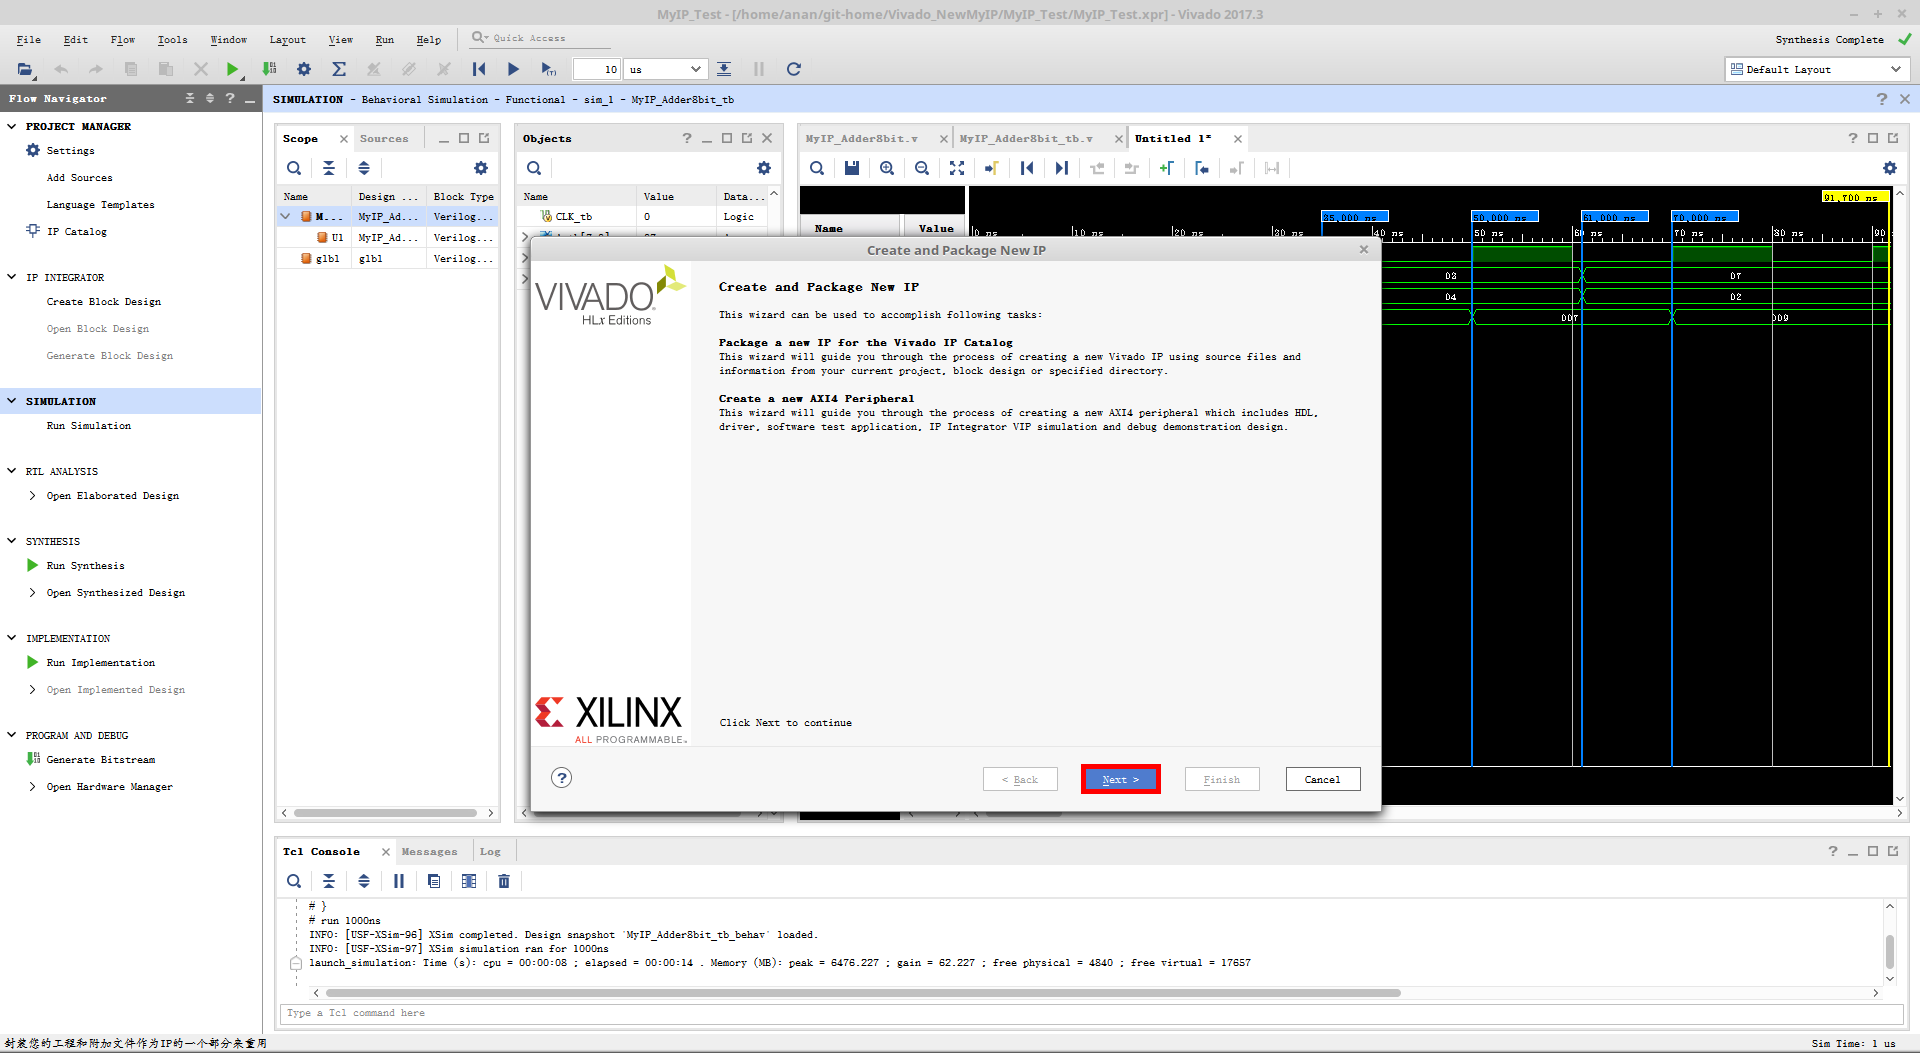 MyIP_Test - [/home/anan/git-home/Vivado_NewMyIP/MyIP_Test/MyIP_Test.xpr] - Vivado 2017.3
File Edit Flow Tools Window Layout View Run Help Quick Access
Synthesis Complete
10 us
Default Layout
Flow Navigator
SIMULATION - Behavioral Simulation - Functional - sim_1 - MyIP_Adder8bit_tb
PROJECT MANAGER
Settings
Add Sources
Language Templates
IP Catalog
IP INTEGRATOR
Create Block Design
Open Block Design
Generate Block Design
SIMULATION
Run Simulation
RTL ANALYSIS
Open Elaborated Design
SYNTHESIS
Run Synthesis
Open Synthesized Design
IMPLEMENTATION
Run Implementation
Open Implemented Design
PROGRAM AND DEBUG
Generate Bitstream
Open Hardware Manager
Scope Sources
Name Design ... Block Type
M... MyIP_Ad... Verilog...
U1 MyIP_Ad... Verilog...
glbl glbl Verilog...
Objects
Name Value Data...
CLK_tb 0 Logic
MyIP_Adder8bit.v MyIP_Adder8bit_tb.v Untitled 1*
Name Value
91,700 ns
35,000 ns 50,000 ns 61,000 ns 70,000 ns
0 ns 10 ns 20 ns 30 ns 40 ns 50 ns 60 ns 70 ns 80 ns 90
03 07
04 02
007 009
Create and Package New IP
VIVADO
HLx Editions
Create and Package New IP
This wizard can be used to accomplish following tasks:
Package a new IP for the Vivado IP Catalog
This wizard will guide you through the process of creating a new Vivado IP using source files and
information from your current project, block design or specified directory.
Create a new AXI4 Peripheral
This wizard will guide you through the process of creating a new AXI4 peripheral which includes HDL,
driver, software test application, IP Integrator VIP simulation and debug demonstration design.
XILINX
ALL PROGRAMMABLE
Click Next to continue
< Back Next > Finish Cancel
Tcl Console Messages Log
# }
# run 1000ns
INFO: [USF-XSim-96] XSim completed. Design snapshot 'MyIP_Adder8bit_tb_behav' loaded.
INFO: [USF-XSim-97] XSim simulation ran for 1000ns
launch_simulation: Time (s): cpu = 00:00:08 ; elapsed = 00:00:14 . Memory (MB): peak = 6476.227 ; gain = 62.227 ; free physical = 4840 ; free virtual = 17657
Type a Tcl command here
封装您的工程和附加文件作为IP的一个部分来重用
Sim Time: 1 us